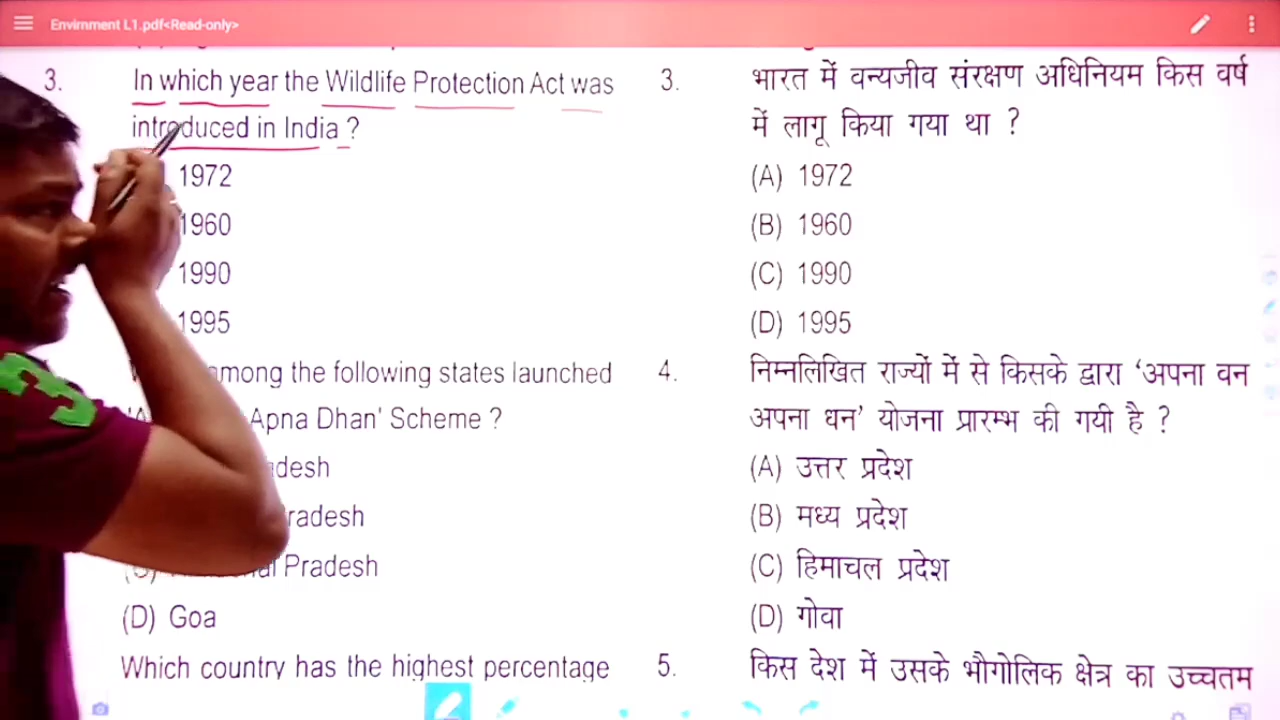 Envirnment L1.pdf<Read-only>
3.
In which year the Wildlife Protection Act was
introduced in India ?
1972
1960
1990
1995
among the following states launched
Apna Dhan' Scheme ?
Pradesh
(D) Goa
Which country has the highest percentage
3.
भारत में वन्यजीव संरक्षण अधिनियम किस वर्ष
में लागू किया गया था ?
(A) 1972
(B) 1960
(C) 1990
(D) 1995
4.
निम्नलिखित राज्यों में से किसके द्वारा 'अपना वन
अपना धन' योजना प्रारम्भ की गयी है ?
(A) उत्तर प्रदेश
(B) मध्य प्रदेश
(C) हिमाचल प्रदेश
(D) गोवा
5.
किस देश में उसके भौगोलिक क्षेत्र का उच्चतम